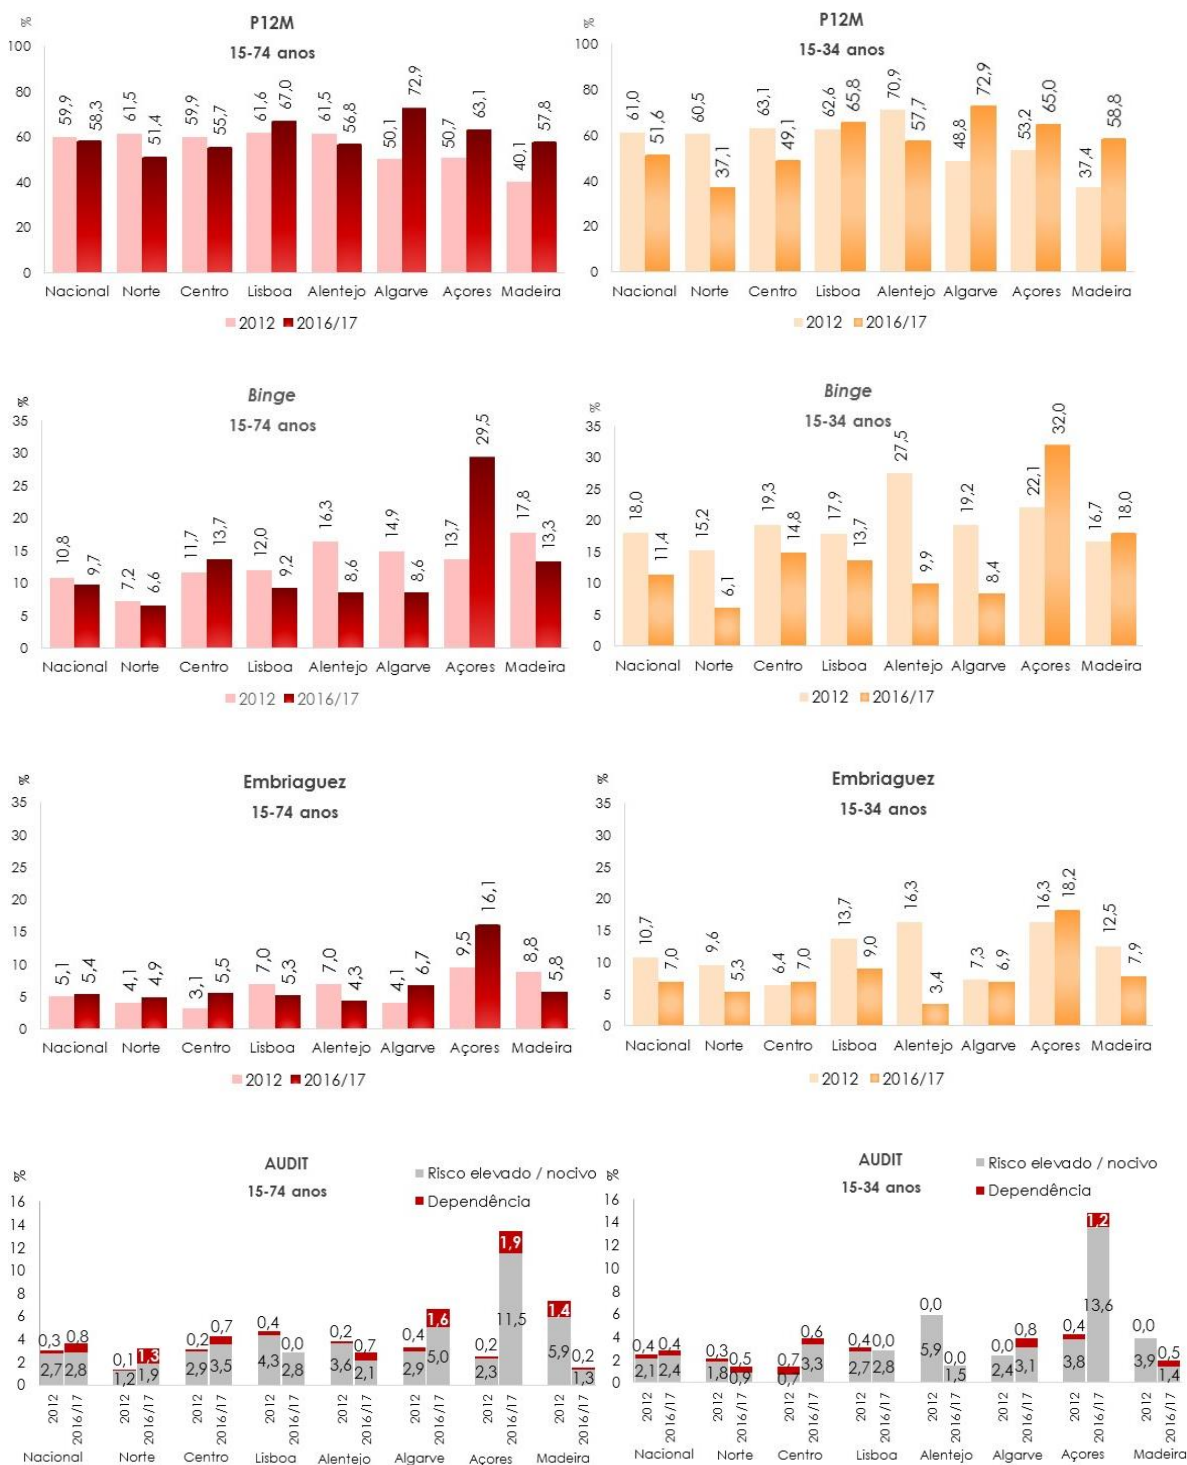 P12M
15-74 anos
%
100
80
60
40
20
0
59,9 58,3 61,5 51,4 59,9 55,7 61,6 67,0 61,5 56,8 50,1 72,9 50,7 63,1 40,1 57,8
Nacional Norte Centro Lisboa Alentejo Algarve Açores Madeira
2012 2016/17
P12M
15-34 anos
%
100
80
60
40
20
0
61,0 51,6 60,5 37,1 63,1 49,1 62,6 65,8 70,9 57,7 48,8 72,9 53,2 65,0 37,4 58,8
Nacional Norte Centro Lisboa Alentejo Algarve Açores Madeira
2012 2016/17
Binge
15-74 anos
%
35
30
25
20
15
10
5
0
10,8 9,7 7,2 6,6 11,7 13,7 12,0 9,2 16,3 8,6 14,9 8,6 13,7 29,5 17,8 13,3
Nacional Norte Centro Lisboa Alentejo Algarve Açores Madeira
2012 2016/17
Binge
15-34 anos
%
35
30
25
20
15
10
5
0
18,0 11,4 15,2 6,1 19,3 14,8 17,9 13,7 27,5 9,9 19,2 8,4 22,1 32,0 16,7 18,0
Nacional Norte Centro Lisboa Alentejo Algarve Açores Madeira
2012 2016/17
Embriaguez
15-74 anos
%
35
30
25
20
15
10
5
0
5,1 5,4 4,1 4,9 3,1 5,5 7,0 5,3 7,0 4,3 4,1 6,7 9,5 16,1 8,8 5,8
Nacional Norte Centro Lisboa Alentejo Algarve Açores Madeira
2012 2016/17
Embriaguez
15-34 anos
%
35
30
25
20
15
10
5
0
10,7 7,0 9,6 5,3 6,4 7,0 13,7 9,0 16,3 3,4 7,3 6,9 16,3 18,2 12,5 7,9
Nacional Norte Centro Lisboa Alentejo Algarve Açores Madeira
2012 2016/17
AUDIT
15-74 anos
Risco elevado / nocivo
Dependência
%
16
14
12
10
8
6
4
2
0
0,3 0,8 0,1 1,3 0,2 0,7 0,4 0,0 0,2 0,7 0,4 1,6 0,2 1,9 1,4 0,2
2,7 2,8 1,2 1,9 2,9 3,5 4,3 2,8 3,6 2,1 2,9 5,0 2,3 11,5 5,9 1,3
2012 2016/17 2012 2016/17 2012 2016/17 2012 2016/17 2012 2016/17 2012 2016/17 2012 2016/17 2012 2016/17
Nacional Norte Centro Lisboa Alentejo Algarve Açores Madeira
AUDIT
15-34 anos
Risco elevado / nocivo
Dependência
%
16
14
12
10
8
6
4
2
0
0,4 0,4 0,3 0,5 0,7 0,6 0,4 0,0 0,0 0,0 0,0 0,8 0,4 1,2 0,0 0,5
2,1 2,4 1,8 0,9 0,7 3,3 2,7 2,8 5,9 1,5 2,4 3,1 3,8 13,6 3,9 1,4
2012 2016/17 2012 2016/17 2012 2016/17 2012 2016/17 2012 2016/17 2012 2016/17 2012 2016/17 2012 2016/17
Nacional Norte Centro Lisboa Alentejo Algarve Açores Madeira